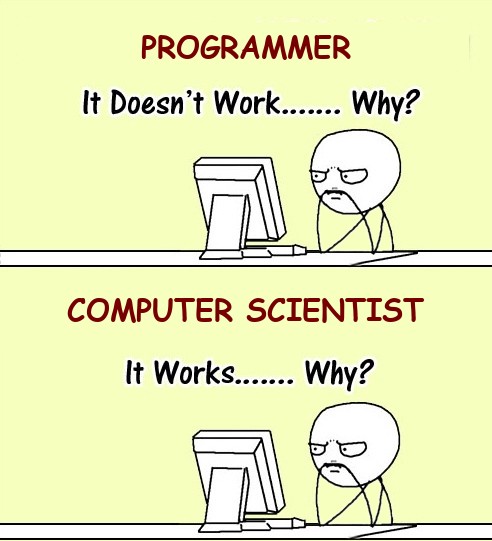 PROGRAMMER
It Doesn't Work....... Why?
COMPUTER SCIENTIST
It Works....... Why?